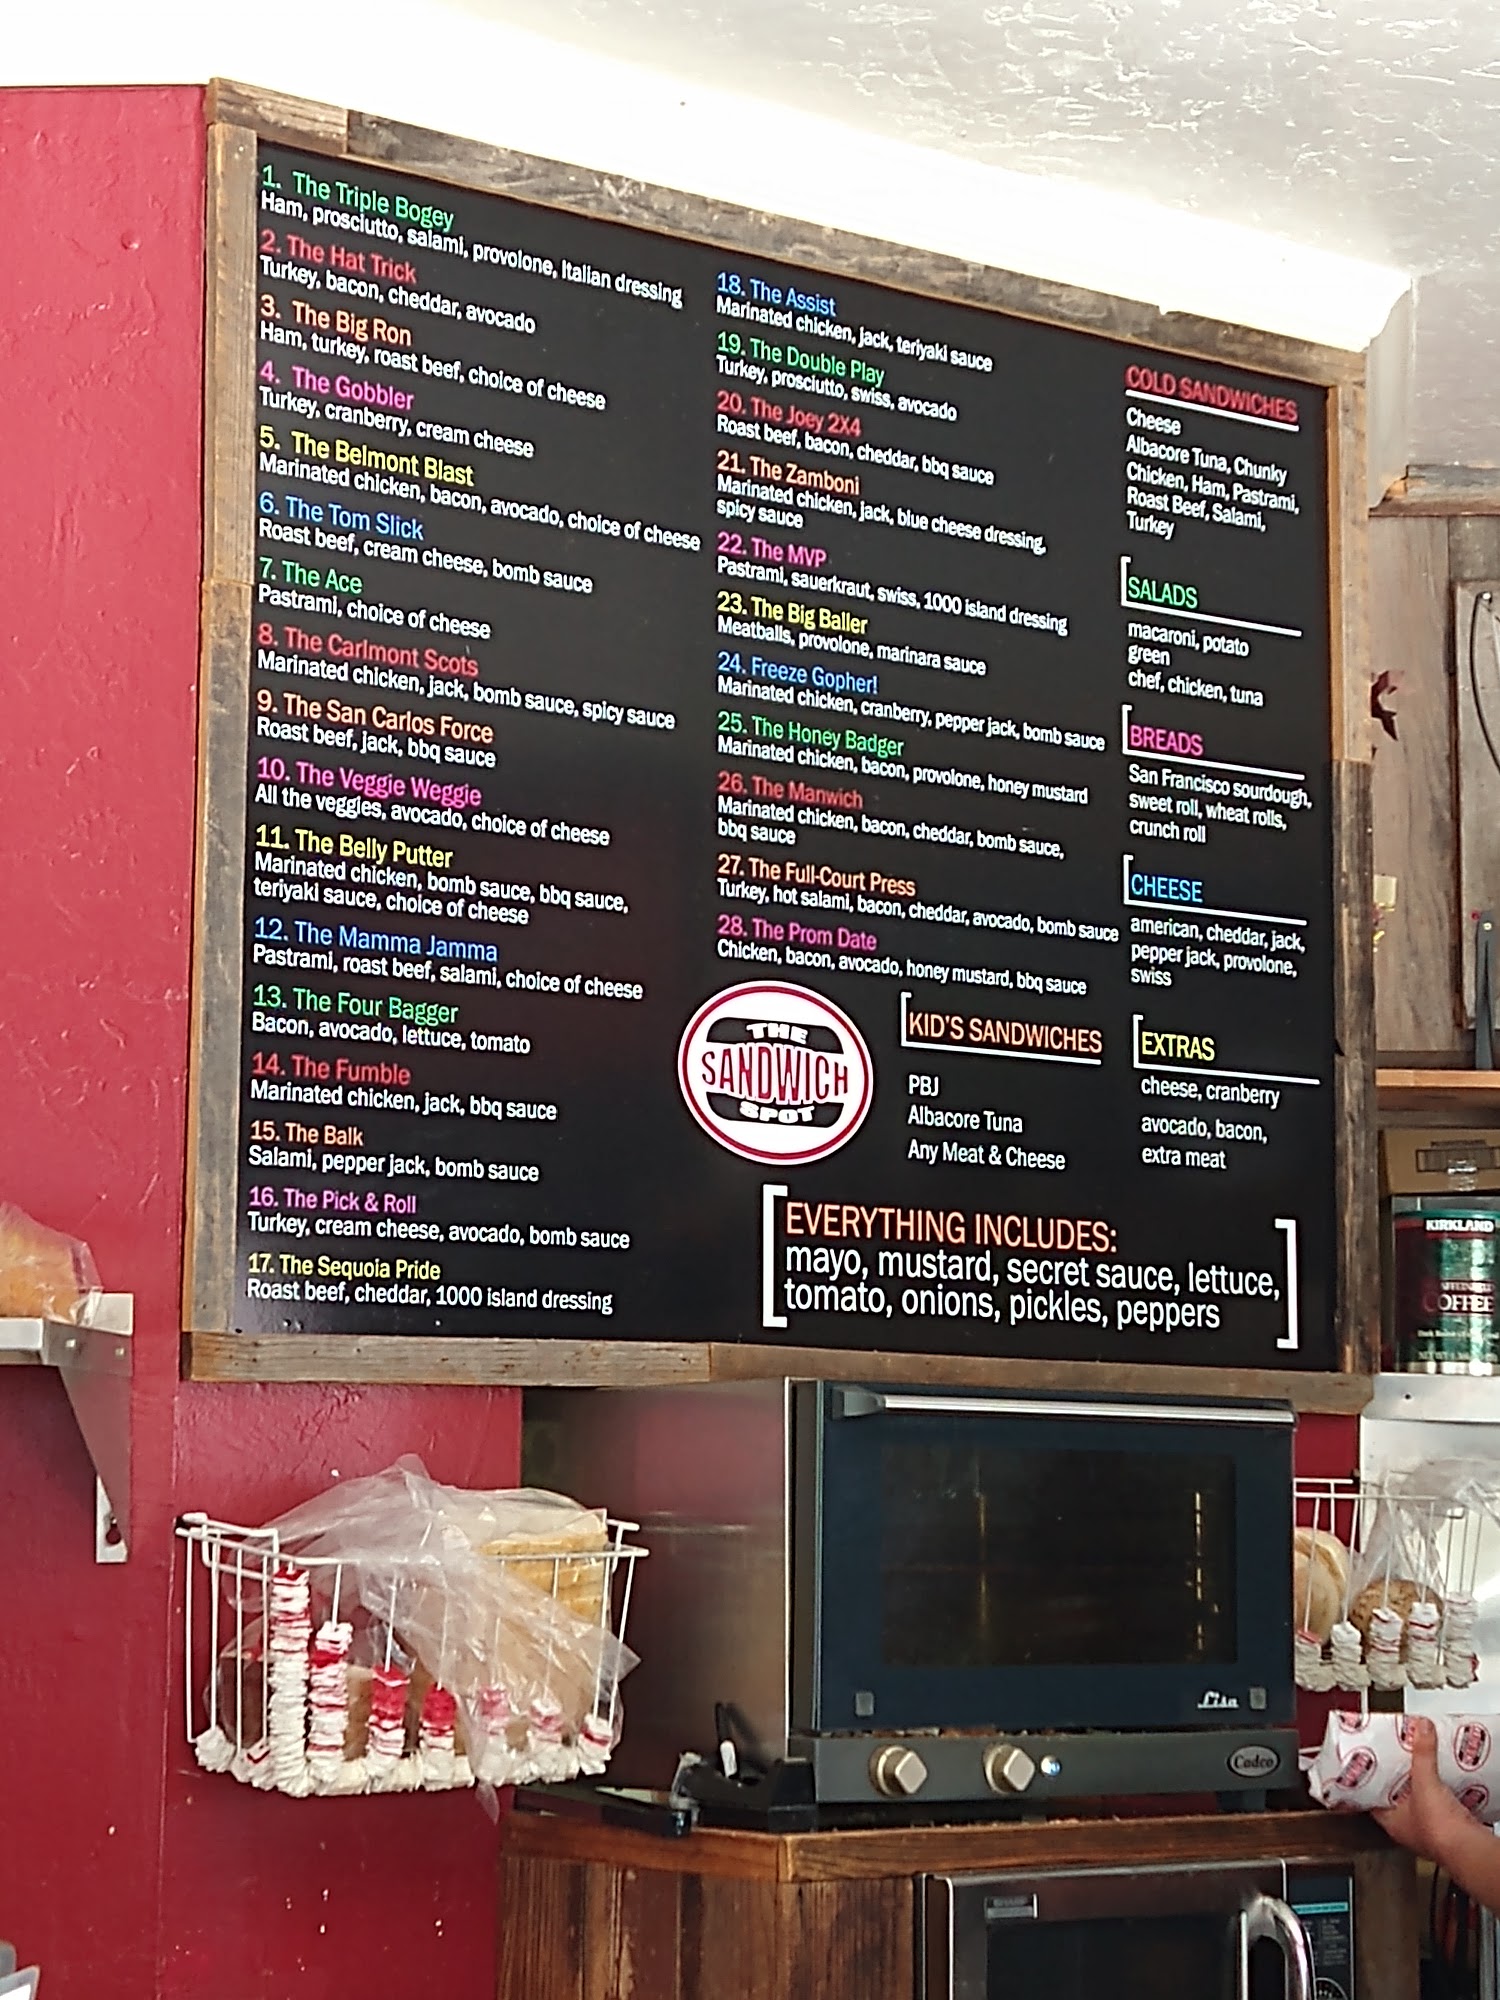 1. The Triple Bogey
Ham, prosciutto, salami, provolone, Italian dressing
2. The Hat Trick
Turkey, bacon, cheddar, avocado
3. The Big Ron
Ham, turkey, roast beef, choice of cheese
4. The Gobbler
Turkey, cranberry, cream cheese
5. The Belmont Blast
Marinated chicken, bacon, avocado, choice of cheese
6. The Tom Slick
Roast beef, cream cheese, bomb sauce
7. The Ace
Pastrami, choice of cheese
8. The Carlmont Scots
Marinated chicken, jack, bomb sauce, spicy sauce
9. The San Carlos Force
Roast beef, jack, bbq sauce
10. The Veggie Weggie
All the veggies, avocado, choice of cheese
11. The Belly Putter
Marinated chicken, bomb sauce, bbq sauce,
teriyaki sauce, choice of cheese
12. The Mamma Jamma
Pastrami, roast beef, salami, choice of cheese
13. The Four Bagger
Bacon, avocado, lettuce, tomato
14. The Fumble
Marinated chicken, jack, bbq sauce
15. The Balk
Salami, pepper jack, bomb sauce
16. The Pick & Roll
Turkey, cream cheese, avocado, bomb sauce
17. The Sequoia Pride
Roast beef, cheddar, 1000 island dressing
18. The Assist
Marinated chicken, jack, teriyaki sauce
19. The Double Play
Turkey, prosciutto, swiss, avocado
20. The Joey 2X4
Roast beef, bacon, cheddar, bbq sauce
21. The Zamboni
Marinated chicken, jack, blue cheese dressing,
spicy sauce
22. The MVP
Pastrami, sauerkraut, swiss, 1000 island dressing
23. The Big Baller
Meatballs, provolone, marinara sauce
24. Freeze Gopher!
Marinated chicken, cranberry, pepper jack, bomb sauce
25. The Honey Badger
Marinated chicken, bacon, provolone, honey mustard
26. The Manwich
Marinated chicken, bacon, cheddar, bomb sauce,
bbq sauce
27. The Full-Court Press
Turkey, hot salami, bacon, cheddar, avocado, bomb sauce
28. The Prom Date
Chicken, bacon, avocado, honey mustard, bbq sauce
THE
SANDWICH
SPOT
KID'S SANDWICHES
PBJ
Albacore Tuna
Any Meat & Cheese
COLD SANDWICHES
Cheese
Albacore Tuna, Chunky
Chicken, Ham, Pastrami,
Roast Beef, Salami,
Turkey
SALADS
macaroni, potato
green
chef, chicken, tuna
BREADS
San Francisco sourdough,
sweet roll, wheat rolls,
crunch roll
CHEESE
american, cheddar, jack,
pepper jack, provolone,
swiss
EXTRAS
cheese, cranberry
avocado, bacon,
extra meat
EVERYTHING INCLUDES:
mayo, mustard, secret sauce, lettuce,
tomato, onions, pickles, peppers
KIRKLAND
COFFEE
Lisa
Cadco